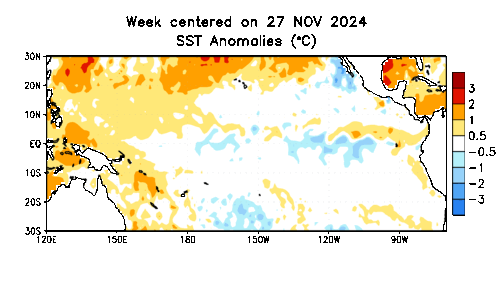 Week centered on 27 NOV 2024
SST Anomalies (°C)
30N
20N
10N
EQ
10S
20S
30S
120E 150E 180 150W 120W 90W
3
2
1
0.5
-0.5
-1
-2
-3